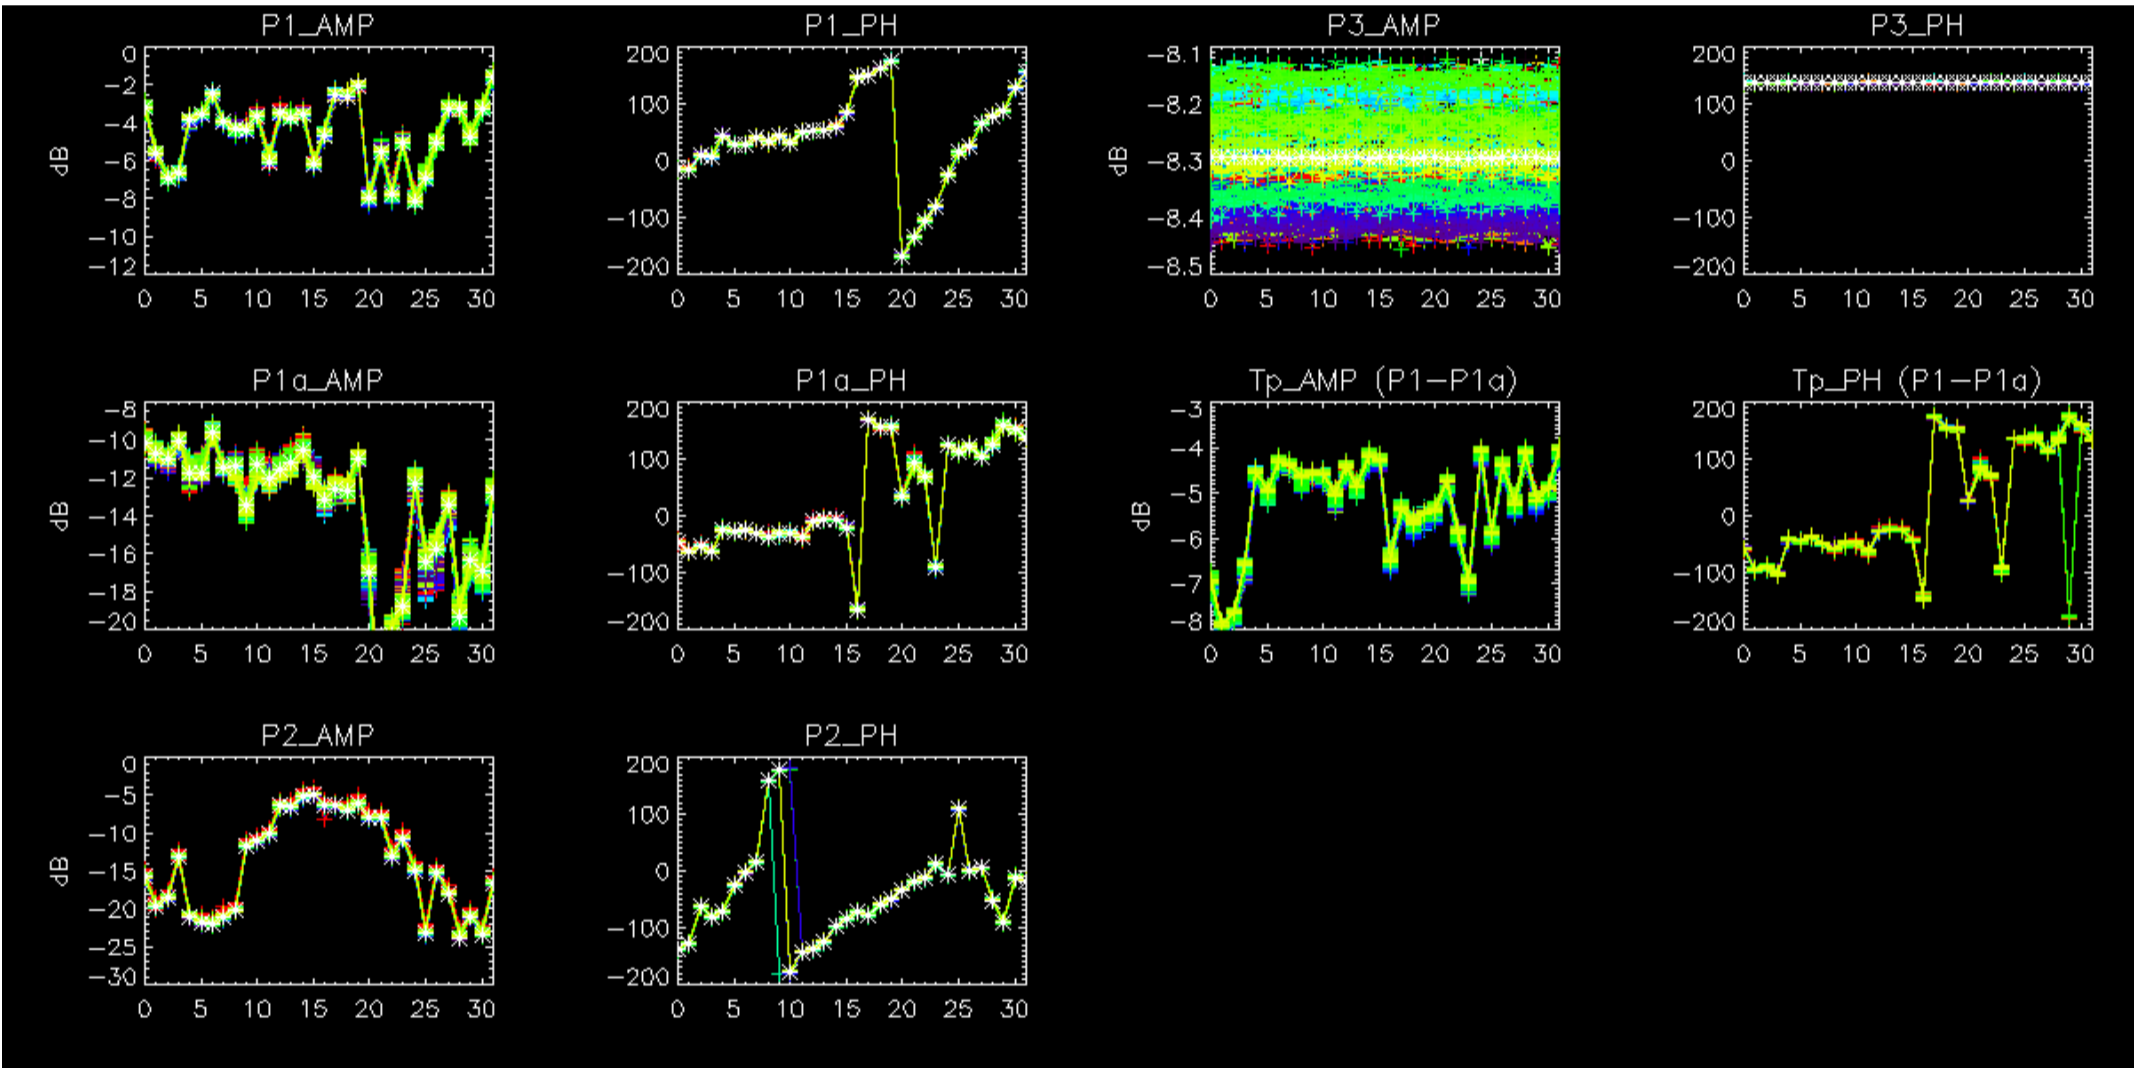 P1_AMP
0
−2
−4
−6
−8
−10
−12
dB
0 5 10 15 20 25 30
P1_PH
200
100
0
−100
−200
0 5 10 15 20 25 30
P3_AMP
−8.1
−8.2
−8.3
−8.4
−8.5
dB
0 5 10 15 20 25 30
P3_PH
200
100
0
−100
−200
0 5 10 15 20 25 30
P1a_AMP
−8
−10
−12
−14
−16
−18
−20
dB
0 5 10 15 20 25 30
P1a_PH
200
100
0
−100
−200
0 5 10 15 20 25 30
Tp_AMP (P1−P1a)
−3
−4
−5
−6
−7
−8
dB
0 5 10 15 20 25 30
Tp_PH (P1−P1a)
200
100
0
−100
−200
0 5 10 15 20 25 30
P2_AMP
0
−5
−10
−15
−20
−25
−30
dB
0 5 10 15 20 25 30
P2_PH
200
100
0
−100
−200
0 5 10 15 20 25 30